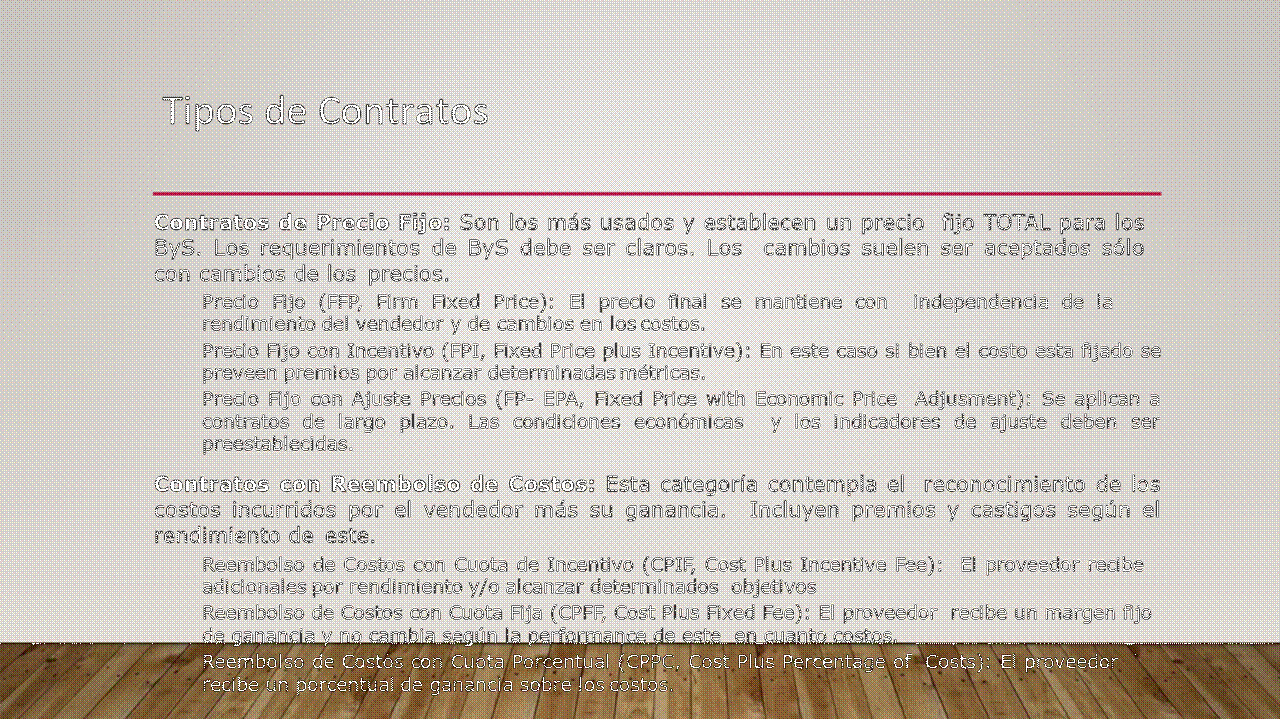 Tipos de Contratos
Contratos de Precio Fijo: Son los más usados y establecen un precio fijo TOTAL para los
ByS. Los requerimientos de ByS debe ser claros. Los cambios suelen ser aceptados sólo
con cambios de los precios.
Precio Fijo (FFP, Firm Fixed Price): El precio final se mantiene con independencia de la
rendimiento del vendedor y de cambios en los costos.
Precio Fijo con Incentivo (FPI, Fixed Price plus Incentive): En este caso si bien el costo esta fijado se
preveen premios por alcanzar determinadas métricas.
Precio Fijo con Ajuste Precios (FP- EPA, Fixed Price with Economic Price Adjusment): Se aplican a
contratos de largo plazo. Las condiciones económicas y los indicadores de ajuste deben ser
preestablecidas.
Contratos con Reembolso de Costos: Esta categoría contempla el reconocimiento de los
costos incurridos por el vendedor más su ganancia. Incluyen premios y castigos según el
rendimiento de este.
Reembolso de Costos con Cuota de Incentivo (CPIF, Cost Plus Incentive Fee): El proveedor recibe
adicionales por rendimiento y/o alcanzar determinados objetivos
Reembolso de Costos con Cuota Fija (CPFF, Cost Plus Fixed Fee): El proveedor recibe un margen fijo
de ganancia y no cambia según la performance de este en cuanto costos.
Reembolso de Costos con Cuota Porcentual (CPPC, Cost Plus Percentage of Costs): El proveedor
recibe un porcentual de ganancia sobre los costos.